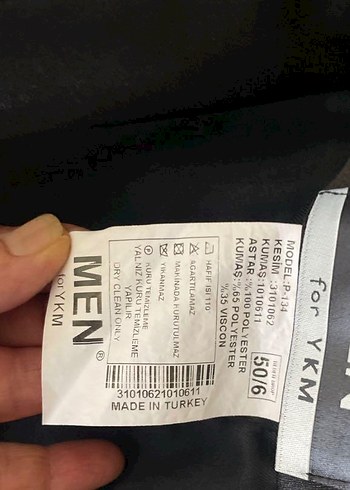 MODEL:P-134
KESİM :3101062
KUMAŞ:1010611
ASTAR :%100 POLYESTER
KUMAŞ:%65 POLYESTER
%35 VISCON
50/6
HAFİF ISI 110
AĞARTILAMAZ
MAKİNADA KURUTULMAZ
YIKANMAZ
KURU TEMİZLEME
YALNIZ KURU TEMİZLEME
YAPILIR
DRY CLEAN ONLY
31010621010611
MADE IN TURKEY
MEN®
for YKM
for YKM